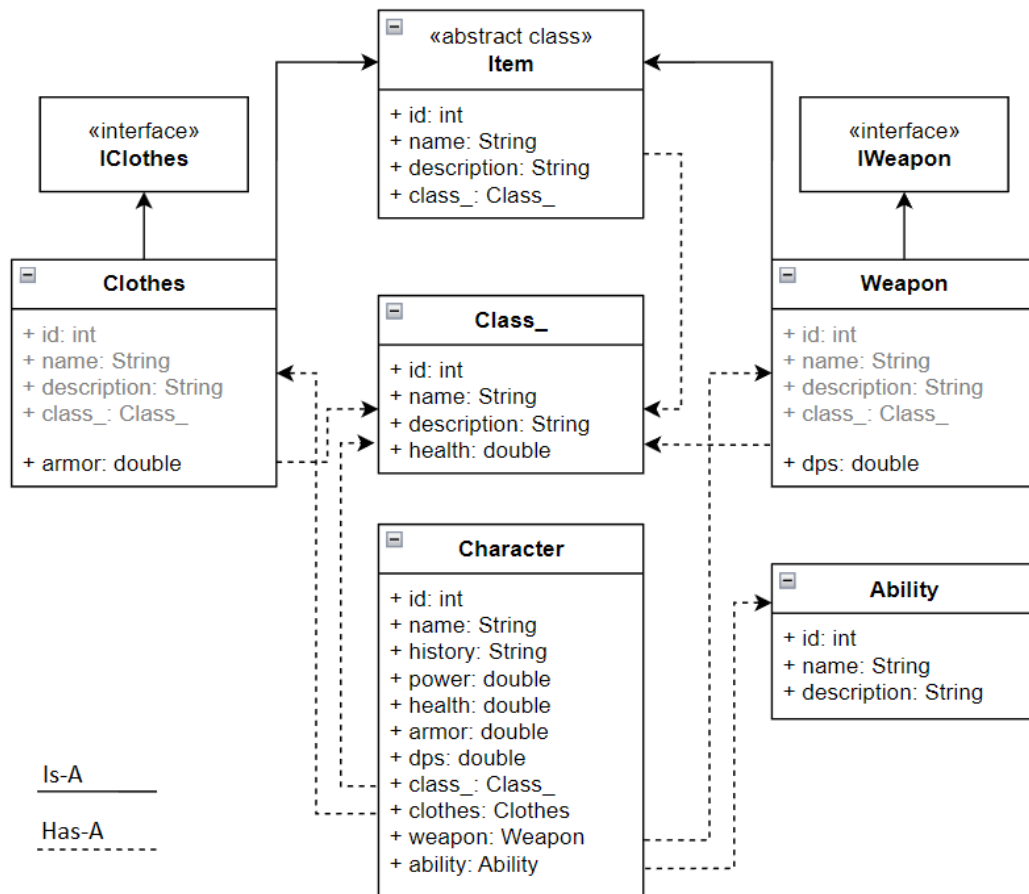 «abstract class»
Item
+ id: int
+ name: String
+ description: String
+ class_: Class_
«interface»
IClothes
«interface»
IWeapon
Clothes
+ id: int
+ name: String
+ description: String
+ class_: Class_
+ armor: double
Class_
+ id: int
+ name: String
+ description: String
+ health: double
Weapon
+ id: int
+ name: String
+ description: String
+ class_: Class_
+ dps: double
Character
+ id: int
+ name: String
+ history: String
+ power: double
+ health: double
+ armor: double
+ dps: double
+ class_: Class_
+ clothes: Clothes
+ weapon: Weapon
+ ability: Ability
Ability
+ id: int
+ name: String
+ description: String
Is-A
Has-A